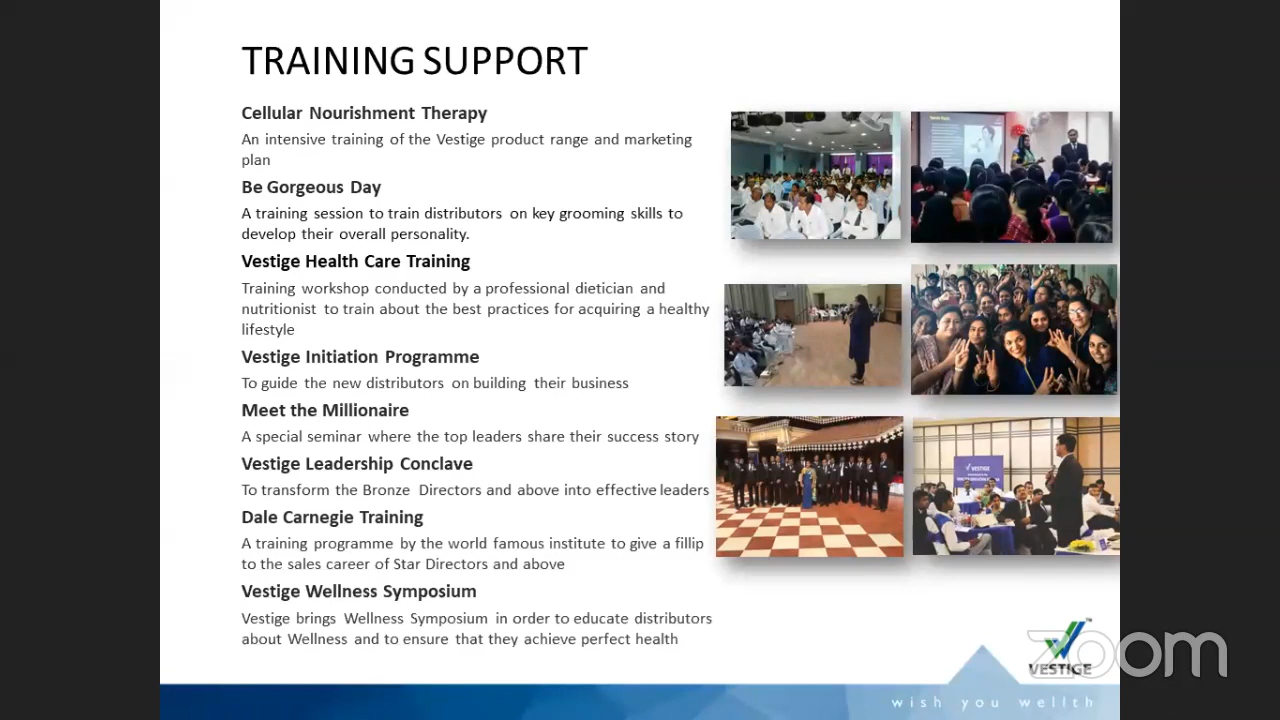 TRAINING SUPPORT
Cellular Nourishment Therapy
An intensive training of the Vestige product range and marketing
plan
Be Gorgeous Day
A training session to train distributors on key grooming skills to
develop their overall personality.
Vestige Health Care Training
Training workshop conducted by a professional dietician and
nutritionist to train about the best practices for acquiring a healthy
lifestyle
Vestige Initiation Programme
To guide the new distributors on building their business
Meet the Millionaire
A special seminar where the top leaders share their success story
Vestige Leadership Conclave
To transform the Bronze Directors and above into effective leaders
Dale Carnegie Training
A training programme by the world famous institute to give a fillip
to the sales career of Star Directors and above
Vestige Wellness Symposium
Vestige brings Wellness Symposium in order to educate distributors
about Wellness and to ensure that they achieve perfect health
VESTIGE
TM
VESTIGE
zoom
wish you wellth